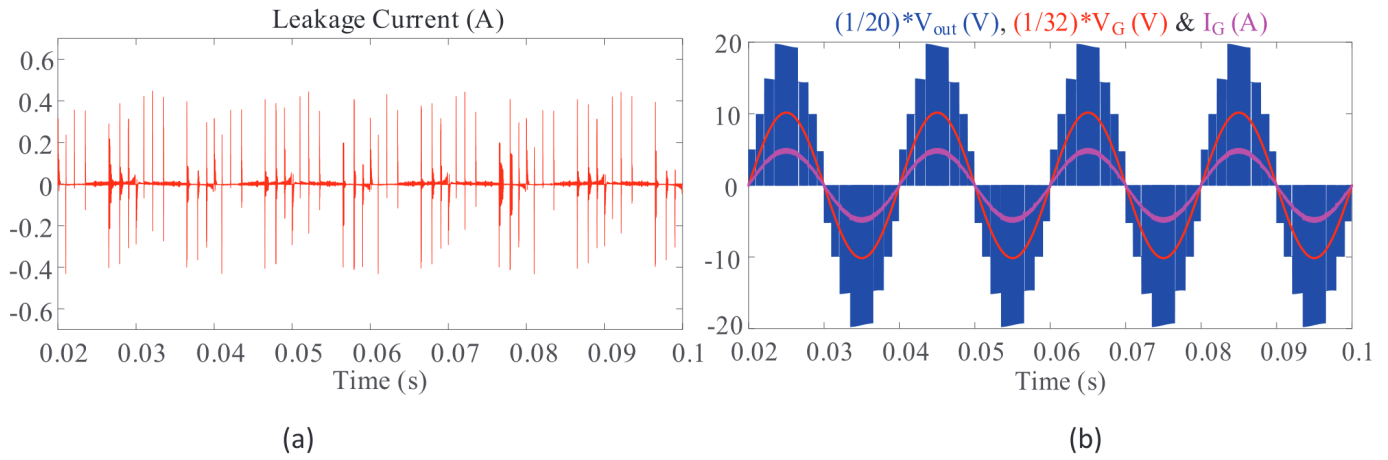 Leakage Current (A)
0.6
0.4
0.2
0
-0.2
-0.4
-0.6
0.02 0.03 0.04 0.05 0.06 0.07 0.08 0.09 0.1
Time (s)
(a)
(1/20)*Vout (V), (1/32)*VG (V) & IG (A)
20
10
0
-10
-20
0.02 0.03 0.04 0.05 0.06 0.07 0.08 0.09 0.1
Time (s)
(b)